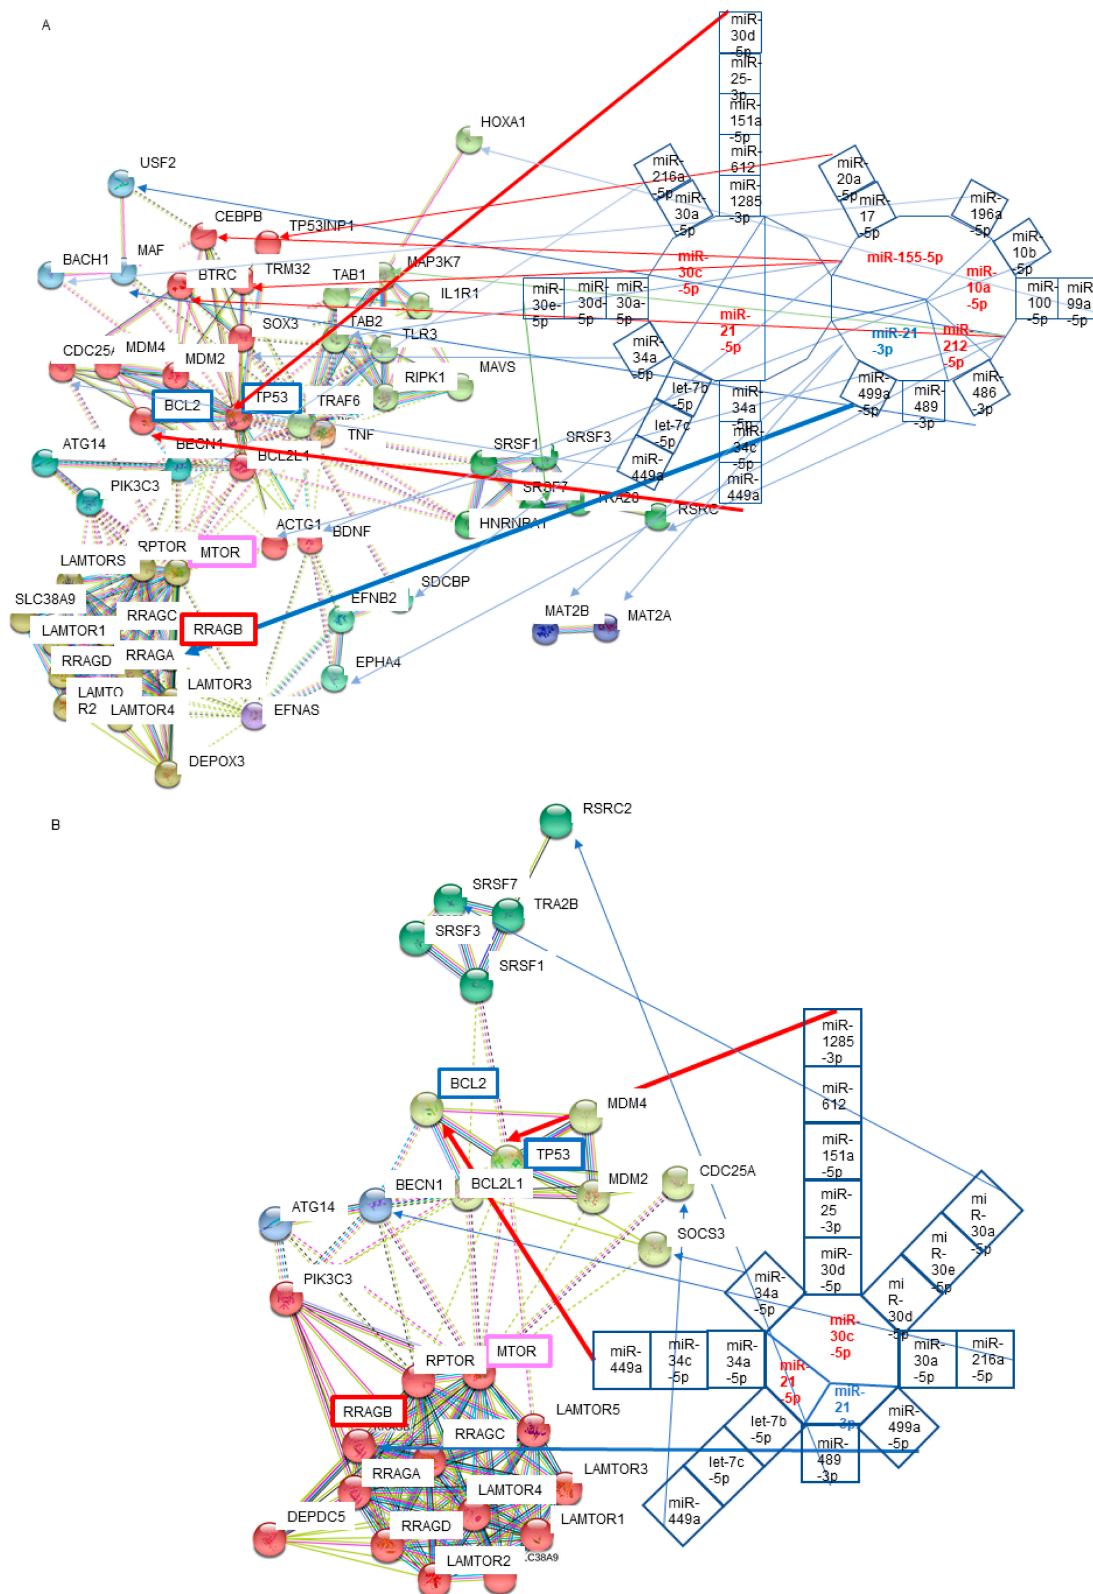 A
miR-
30d
-5p
miR-
25-
3p
miR-
151a
-5p
miR-
612
miR-
1285
-3p
HOXA1
miR-
216a
-5p
miR-
30a
-5p
miR-
20a
-5p
miR-
17
-5p
miR-
196a
-5p
miR-
10b
-5p
USF2
CEBPB
TP53INP1
BACH1
MAF
BTRC
TRM32
TAB1
MAP3K7
IL1R1
miR-
30c
-5p
miR-155-5p
miR-
10a
-5p
miR-
30e-
5p
miR-
30d-
5p
miR-
30a-
5p
miR-
100
-5p
miR-
99a
-5p
SOX3
TAB2
TLR3
miR-
21
-5p
miR-21
-3p
miR-
212
-5p
CDC25A
MDM4
MDM2
RIPK1
MAVS
miR-
34a
-5p
BCL2
TP53
TRAF6
TNF
let-7b
-5p
let-7c
-5p
miR-
449a
miR-
34a
-5p
miR-
34c
-5p
miR-
449a
miR-
499a
-5p
miR-
489
-3p
miR-
486
-3p
ATG14
BECN1
BCL2L1
SRSF1
SRSF3
PIK3C3
SRSF7
TRA2B
HNRNPA1
RSRC
ACTG1
BDNF
RPTOR
MTOR
LAMTORS
SDCBP
SLC38A9
EFNB2
RRAGC
RRAGB
LAMTOR1
MAT2B
MAT2A
RRAGD
RRAGA
EPHA4
LAMTOR3
LAMTO
R2
LAMTOR4
EFNAS
DEPOX3
B
RSRC2
SRSF7
TRA2B
SRSF3
SRSF1
miR-
1285
-3p
miR-
612
miR-
151a
-5p
miR-
25
-3p
miR-
30d
-5p
BCL2
MDM4
TP53
BECN1
BCL2L1
MDM2
CDC25A
ATG14
SOCS3
miR-
34a
-5p
miR-
30d
-5p
miR-
30e
-5p
miR-
30a
-5p
PIK3C3
miR-
30c
-5p
RPTOR
MTOR
miR-
449a
miR-
34c
-5p
miR-
34a
-5p
miR-
30a
-5p
miR-
216a
-5p
miR-
21
-5p
miR-
21
-3p
RRAGB
LAMTOR5
RRAGC
let-7b
-5p
let-7c
-5p
miR-
449a
miR-
489
-3p
miR-
499a
-5p
RRAGA
LAMTOR3
LAMTOR4
DEPDC5
RRAGD
LAMTOR1
LAMTOR2
LC38A9